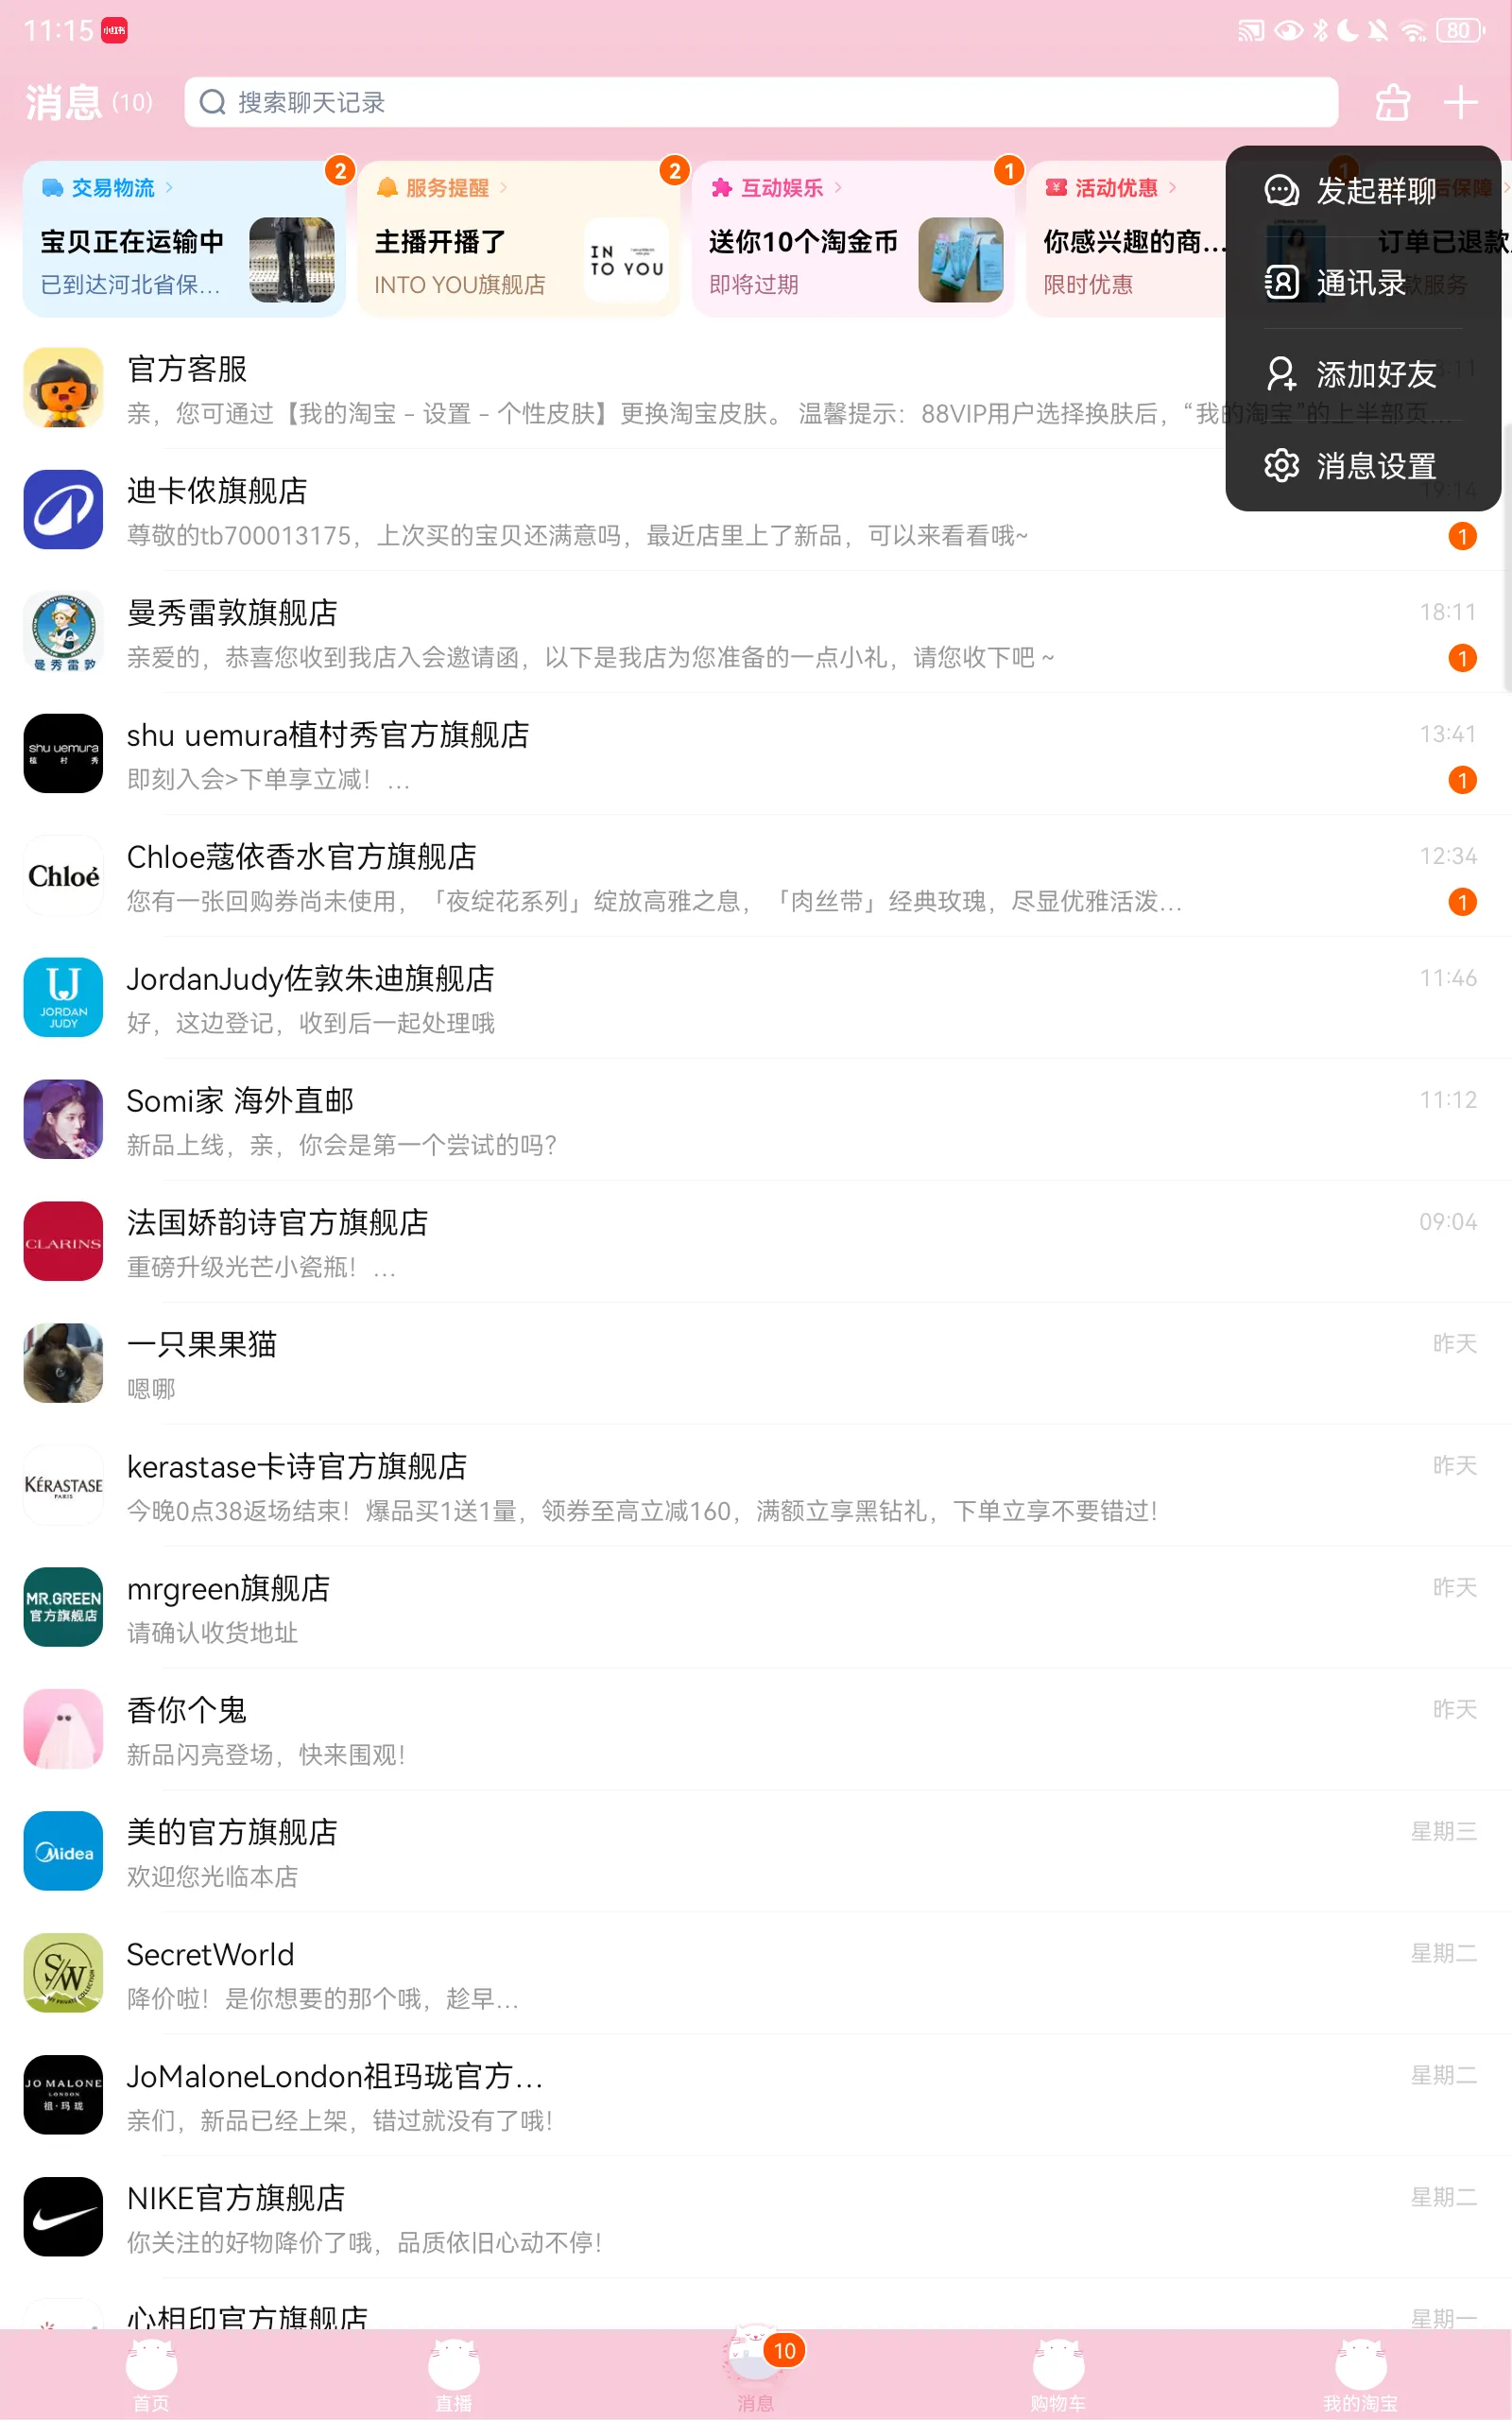 11:15 小红书 80
消息 (10) 搜索聊天记录
交易物流 2
宝贝正在运输中
已到达河北省保...
服务提醒 2
主播开播了
INTO YOU旗舰店
IN
TO YOU
互动娱乐 1
送你10个淘金币
即将过期
活动优惠 1
你感兴趣的商...
限时优惠
后保障
订单已退款
款服务
发起群聊
通讯录
添加好友
消息设置
官方客服
亲，您可通过【我的淘宝 - 设置 - 个性皮肤】更换淘宝皮肤。 温馨提示：88VIP用户选择换肤后，“我的淘宝”的上半部页...
迪卡侬旗舰店 19:14
尊敬的tb700013175，上次买的宝贝还满意吗，最近店里上了新品，可以来看看哦~ 1
曼秀雷敦
曼秀雷敦旗舰店 18:11
亲爱的，恭喜您收到我店入会邀请函，以下是我店为您准备的一点小礼，请您收下吧 ~ 1
shu uemura
植 村 秀
shu uemura植村秀官方旗舰店 13:41
即刻入会>下单享立减！... 1
Chloé
Chloe蔻依香水官方旗舰店 12:34
您有一张回购券尚未使用，「夜绽花系列」绽放高雅之息，「肉丝带」经典玫瑰，尽显优雅活泼... 1
JORDAN
JUDY
JordanJudy佐敦朱迪旗舰店 11:46
好，这边登记，收到后一起处理哦
Somi家 海外直邮 11:12
新品上线，亲，你会是第一个尝试的吗？
CLARINS
法国娇韵诗官方旗舰店 09:04
重磅升级光芒小瓷瓶！...
一只果果猫 昨天
嗯哪
KÉRASTASE
PARIS
kerastase卡诗官方旗舰店 昨天
今晚0点38返场结束！爆品买1送1量，领券至高立减160，满额立享黑钻礼，下单立享不要错过！
MR.GREEN
官方旗舰店
mrgreen旗舰店 昨天
请确认收货地址
香你个鬼 昨天
新品闪亮登场，快来围观！
Midea
美的官方旗舰店 星期三
欢迎您光临本店
S/W
SecretWorld 星期二
降价啦！是你想要的那个哦，趁早...
JO MALONE
LONDON
祖·玛珑
JoMaloneLondon祖玛珑官方... 星期二
亲们，新品已经上架，错过就没有了哦！
NIKE官方旗舰店 星期二
你关注的好物降价了哦，品质依旧心动不停！
心相印官方旗舰店 星期一
10
首页 直播 消息 购物车 我的淘宝